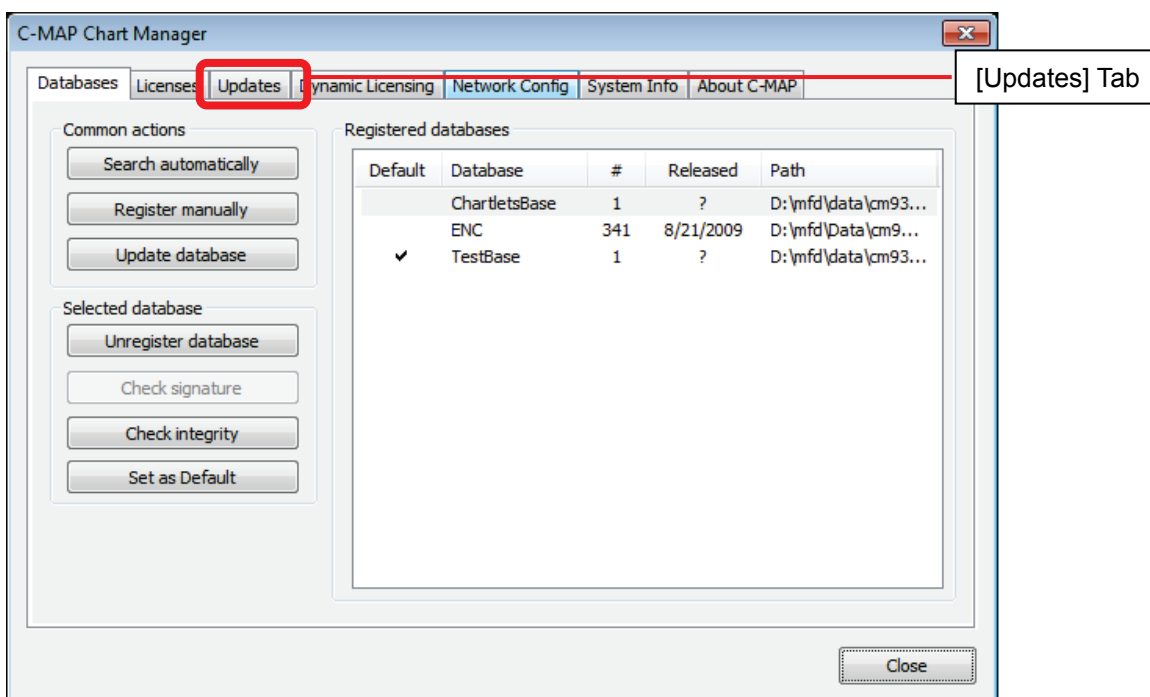 C-MAP Chart Manager
[Updates] Tab
Databases Licenses Updates Dynamic Licensing Network Config System Info About C-MAP
Common actions
Search automatically
Register manually
Update database
Selected database
Unregister database
Check signature
Check integrity
Set as Default
Registered databases
Default Database # Released Path
ChartletsBase 1 ? D:\mfd\data\cm93...
ENC 341 8/21/2009 D:\mfd\Data\cm9...
✔ TestBase 1 ? D:\mfd\data\cm93...
Close